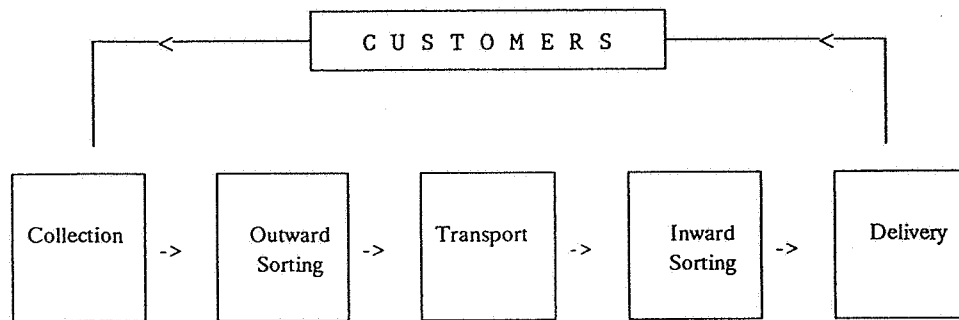 C U S T O M E R S
Collection
->
Outward
Sorting
->
Transport
->
Inward
Sorting
->
Delivery